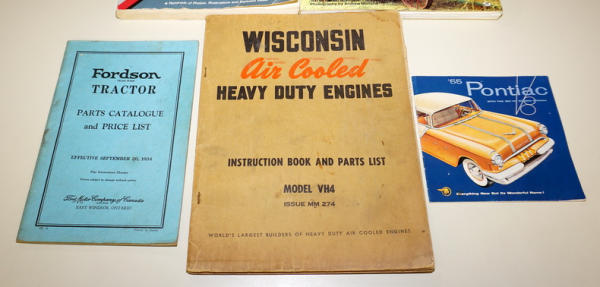 Fordson
TRACTOR
PARTS CATALOGUE
and PRICE LIST
EFFECTIVE SEPTEMBER 20, 1934
Ford Motor Company of Canada
EAST WINDSOR, ONTARIO
WISCONSIN
Air Cooled
HEAVY DUTY ENGINES
INSTRUCTION BOOK AND PARTS LIST
MODEL VH4
ISSUE MM 274
WORLD'S LARGEST BUILDERS OF HEAVY DUTY AIR COOLED ENGINES
'55
Pontiac
V8
Everything New But Its Wonderful Name!